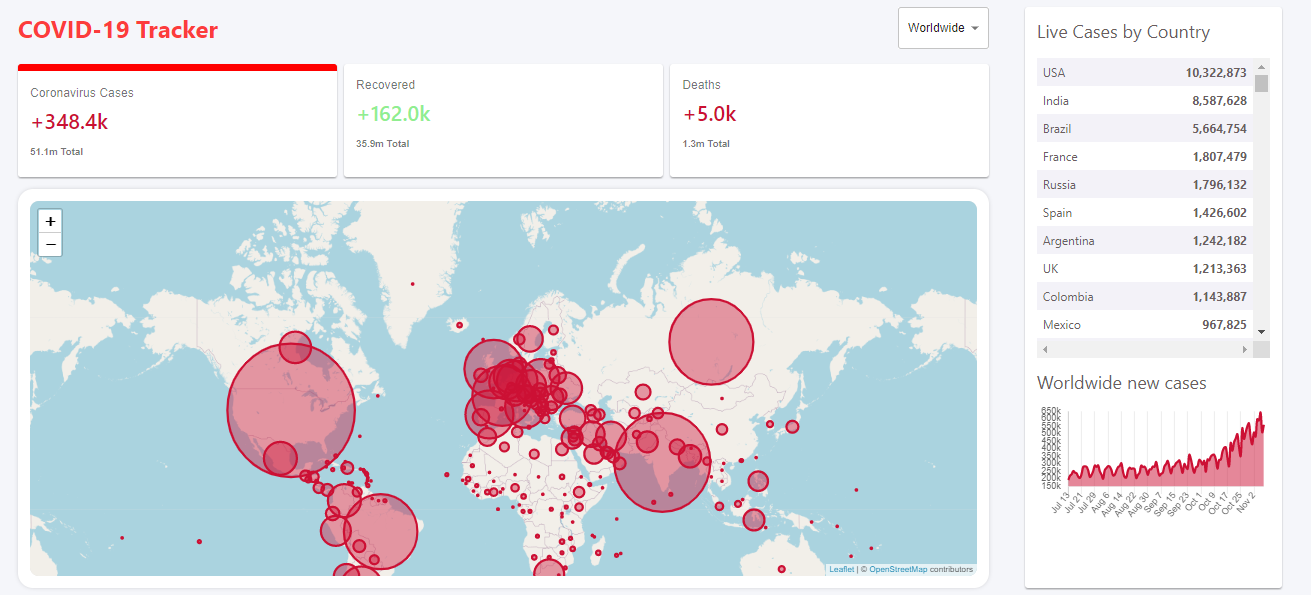 COVID-19 Tracker
Worldwide
Coronavirus Cases
+348.4k
51.1m Total
Recovered
+162.0k
35.9m Total
Deaths
+5.0k
1.3m Total
+
−
Leaflet | © OpenStreetMap contributors
Live Cases by Country
USA 10,322,873
India 8,587,628
Brazil 5,664,754
France 1,807,479
Russia 1,796,132
Spain 1,426,602
Argentina 1,242,182
UK 1,213,363
Colombia 1,143,887
Mexico 967,825
Worldwide new cases
650k
600k
550k
500k
450k
400k
350k
300k
250k
200k
150k
Jul 13
Jul 21
Jul 29
Aug 6
Aug 14
Aug 22
Aug 30
Sep 7
Sep 15
Sep 23
Oct 1
Oct 9
Oct 17
Oct 25
Nov 2